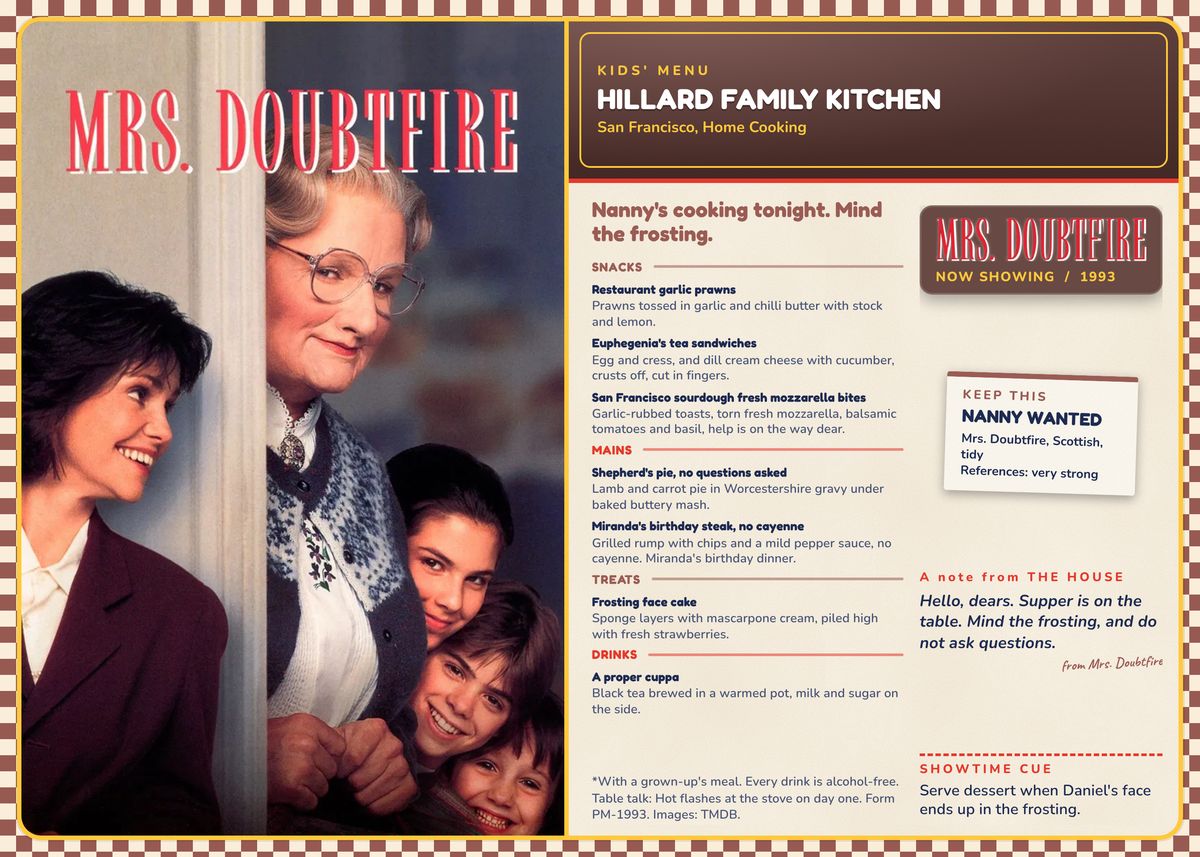 MRS. DOUBTFIRE
KIDS' MENU
HILLARD FAMILY KITCHEN
San Francisco, Home Cooking
Nanny's cooking tonight. Mind
the frosting.
SNACKS
Restaurant garlic prawns
Prawns tossed in garlic and chilli butter with stock
and lemon.
Euphegenia's tea sandwiches
Egg and cress, and dill cream cheese with cucumber,
crusts off, cut in fingers.
San Francisco sourdough fresh mozzarella bites
Garlic-rubbed toasts, torn fresh mozzarella, balsamic
tomatoes and basil, help is on the way dear.
MAINS
Shepherd's pie, no questions asked
Lamb and carrot pie in Worcestershire gravy under
baked buttery mash.
Miranda's birthday steak, no cayenne
Grilled rump with chips and a mild pepper sauce, no
cayenne. Miranda's birthday dinner.
TREATS
Frosting face cake
Sponge layers with mascarpone cream, piled high
with fresh strawberries.
DRINKS
A proper cuppa
Black tea brewed in a warmed pot, milk and sugar on
the side.
*With a grown-up's meal. Every drink is alcohol-free.
Table talk: Hot flashes at the stove on day one. Form
PM-1993. Images: TMDB.
MRS. DOUBTFIRE
NOW SHOWING / 1993
KEEP THIS
NANNY WANTED
Mrs. Doubtfire, Scottish,
tidy
References: very strong
A note from THE HOUSE
Hello, dears. Supper is on the
table. Mind the frosting, and do
not ask questions.
from Mrs. Doubtfire
SHOWTIME CUE
Serve dessert when Daniel's face
ends up in the frosting.